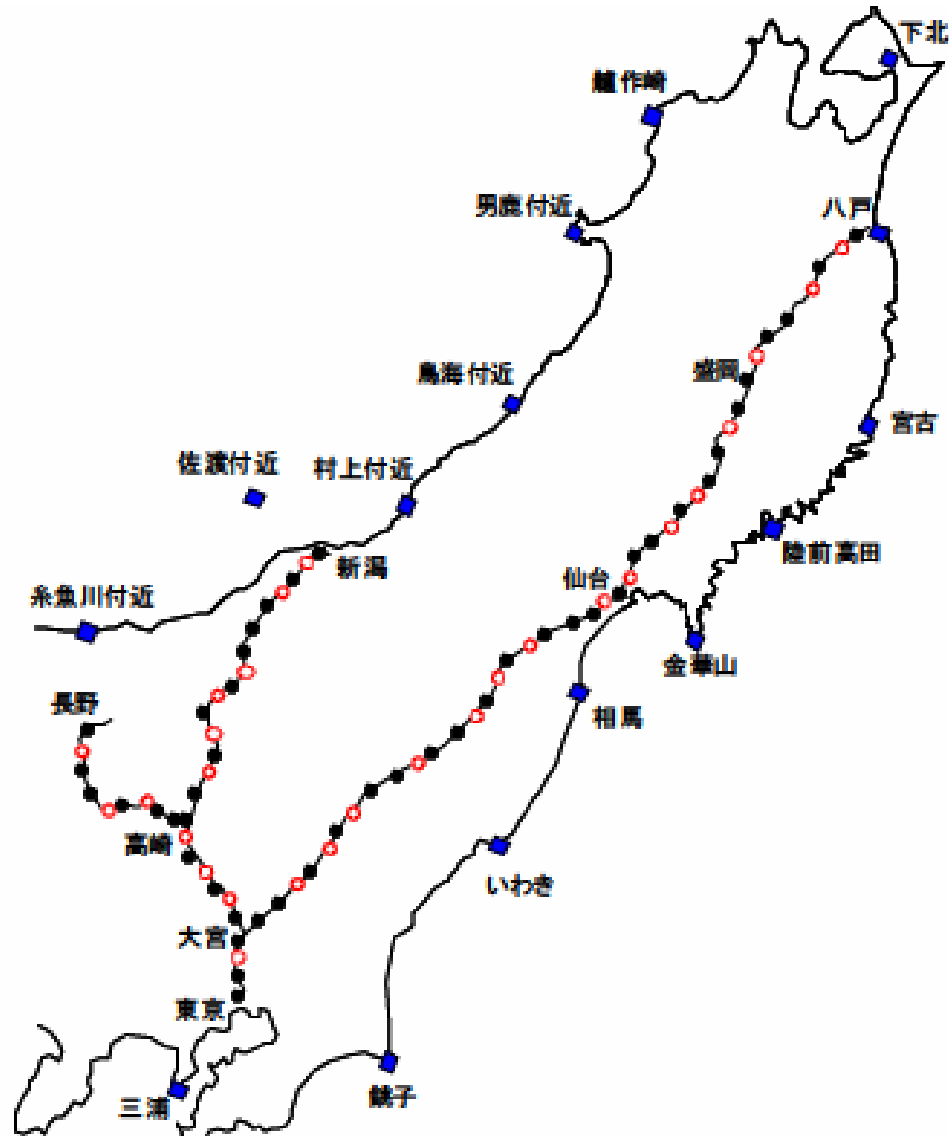 下北
艫作崎
男鹿付近
八戸
鳥海付近
盛岡
宮古
佐渡付近
村上付近
陸前高田
新潟
仙台
糸魚川付近
金華山
長野
相馬
高崎
いわき
大宮
東京
三浦
銚子